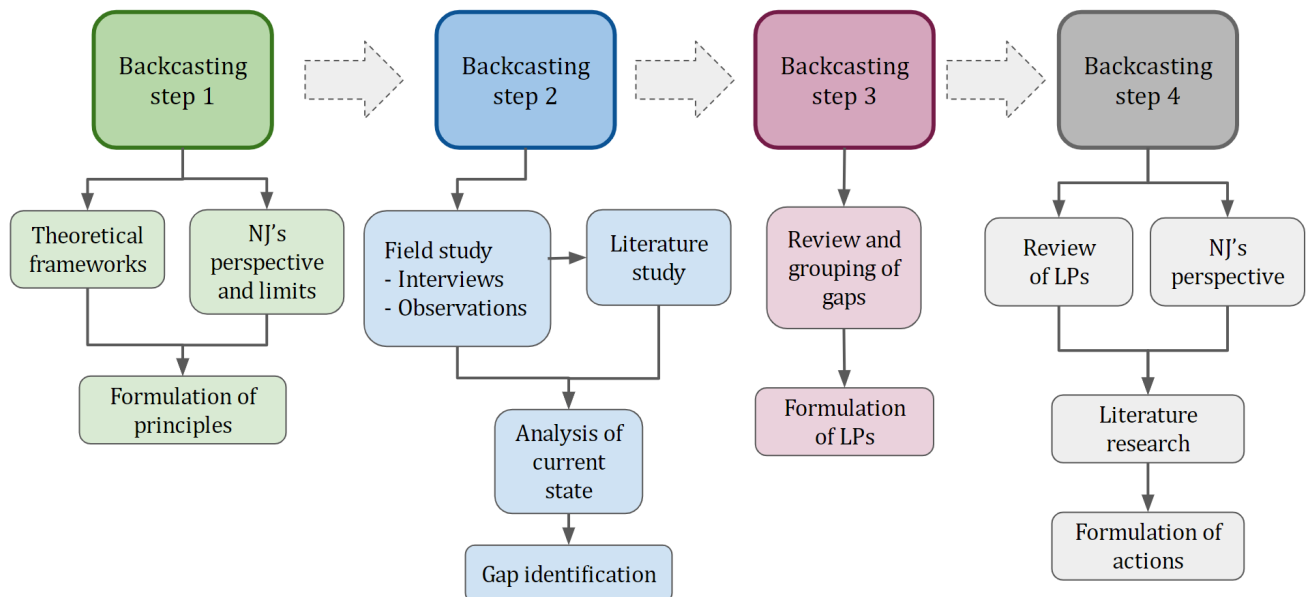 Backcasting
step 1
Backcasting
step 2
Backcasting
step 3
Backcasting
step 4
Theoretical
frameworks
NJ's
perspective
and limits
Formulation of
principles
Field study
- Interviews
- Observations
Literature
study
Analysis of
current
state
Gap identification
Review and
grouping of
gaps
Formulation
of LPs
Review
of LPs
NJ's
perspective
Literature
research
Formulation of
actions